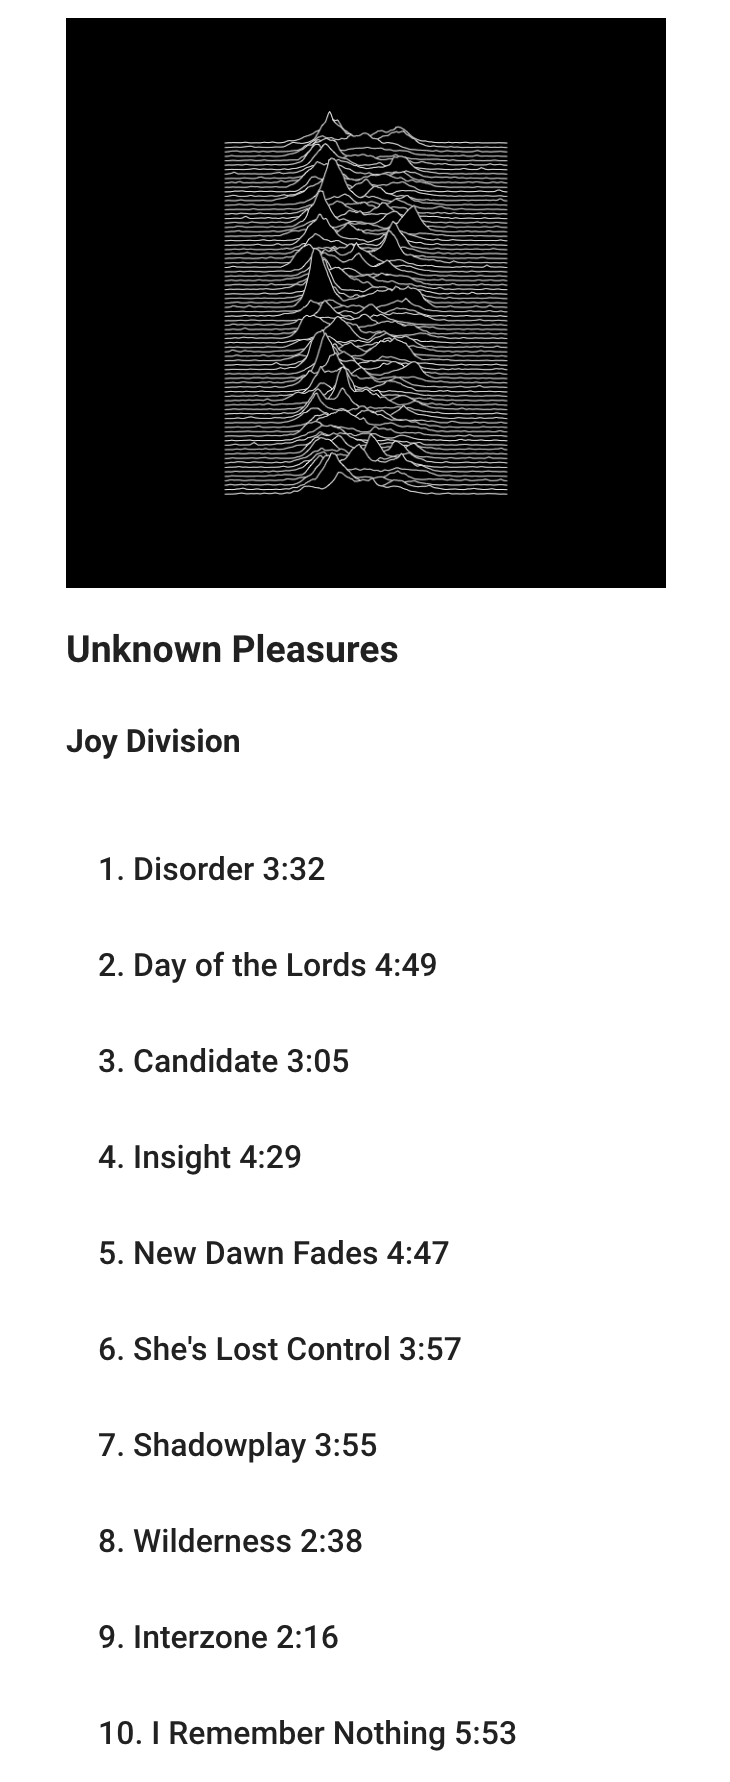 Unknown Pleasures
Joy Division
1. Disorder 3:32
2. Day of the Lords 4:49
3. Candidate 3:05
4. Insight 4:29
5. New Dawn Fades 4:47
6. She's Lost Control 3:57
7. Shadowplay 3:55
8. Wilderness 2:38
9. Interzone 2:16
10. I Remember Nothing 5:53